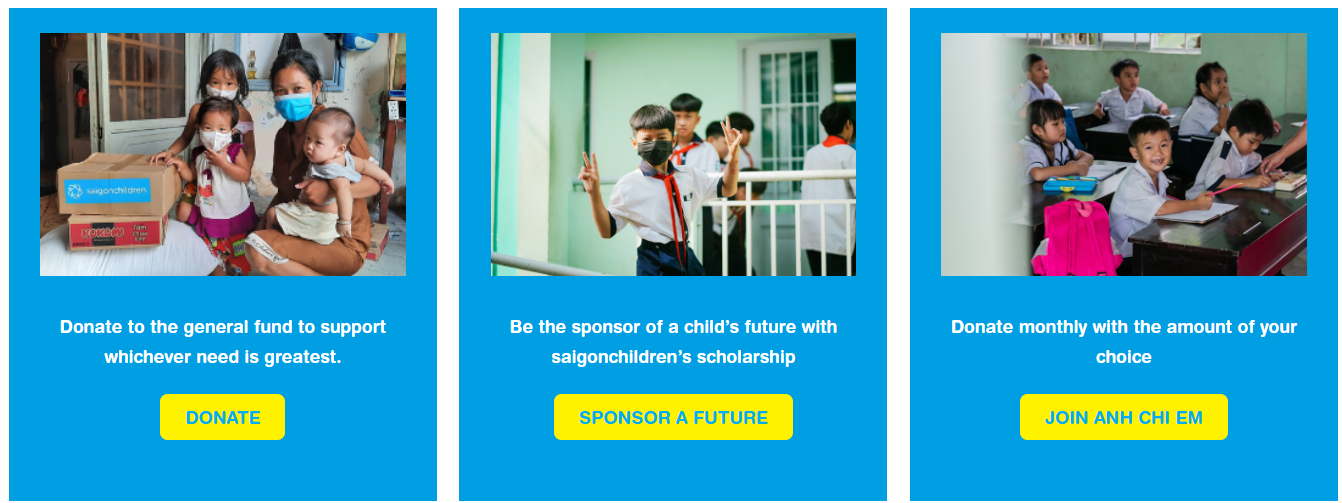 saigonchildren
KOKOMI
Donate to the general fund to support
whichever need is greatest.
DONATE
Be the sponsor of a child's future with
saigonchildren's scholarship
SPONSOR A FUTURE
Donate monthly with the amount of your
choice
JOIN ANH CHI EM